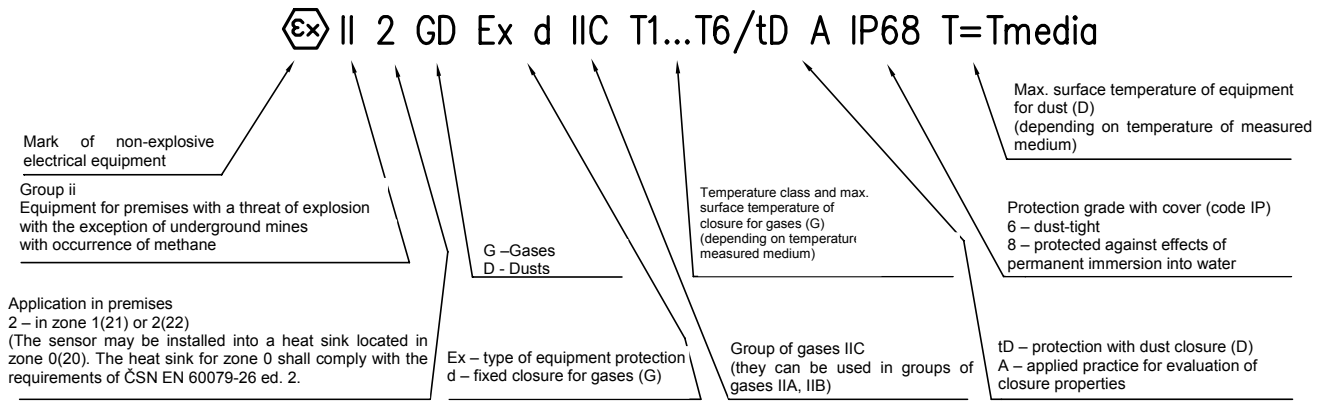 Ex II 2 GD Ex d IIC T1...T6/tD A IP68 T=Tmedia
Mark of non-explosive
electrical equipment
Group ii
Equipment for premises with a threat of explosion
with the exception of underground mines
with occurrence of methane
Application in premises
2 – in zone 1(21) or 2(22)
(The sensor may be installed into a heat sink located in
zone 0(20). The heat sink for zone 0 shall comply with the
requirements of ČSN EN 60079-26 ed. 2.
G –Gases
D - Dusts
Ex – type of equipment protection
d – fixed closure for gases (G)
Temperature class and max.
surface temperature of
closure for gases (G)
(depending on temperature
measured medium)
Group of gases IIC
(they can be used in groups of
gases IIA, IIB)
Max. surface temperature of equipment
for dust (D)
(depending on temperature of measured
medium)
Protection grade with cover (code IP)
6 – dust-tight
8 – protected against effects of
permanent immersion into water
tD – protection with dust closure (D)
A – applied practice for evaluation of
closure properties